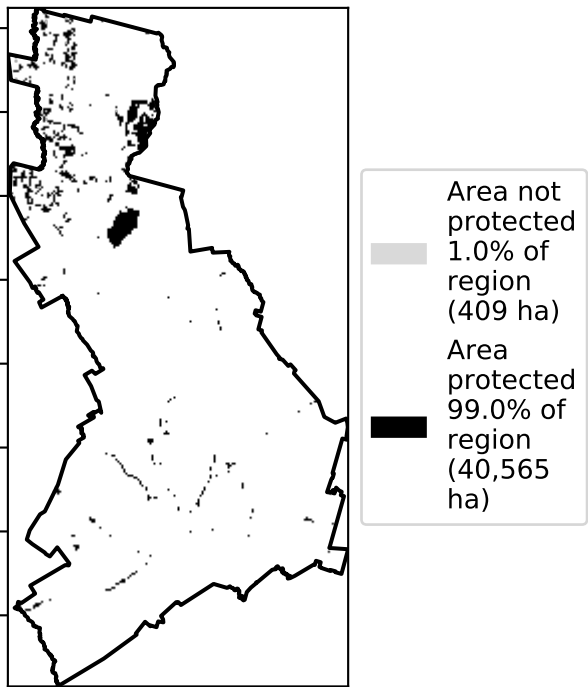 Area not
protected
1.0% of
region
(409 ha)
Area
protected
99.0% of
region
(40,565
ha)